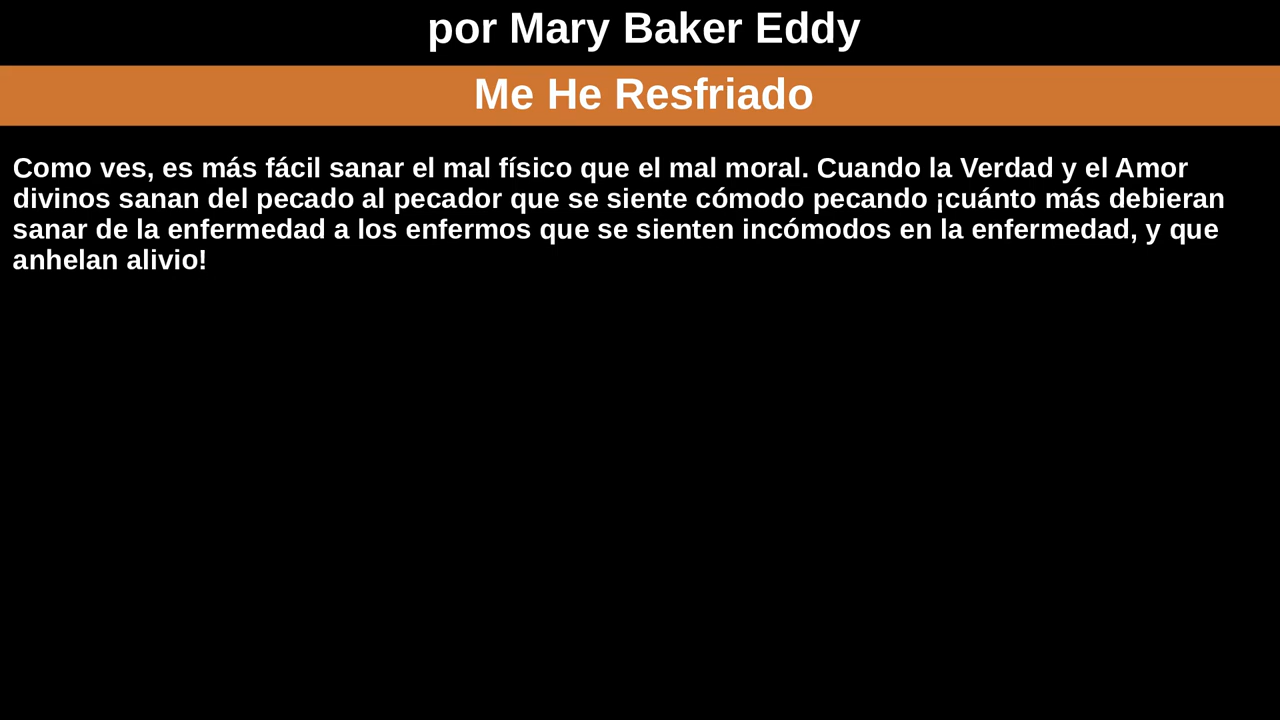 por Mary Baker Eddy
Me He Resfriado
Como ves, es más fácil sanar el mal físico que el mal moral. Cuando la Verdad y el Amor
divinos sanan del pecado al pecador que se siente cómodo pecando ¡cuánto más debieran
sanar de la enfermedad a los enfermos que se sienten incómodos en la enfermedad, y que
anhelan alivio!